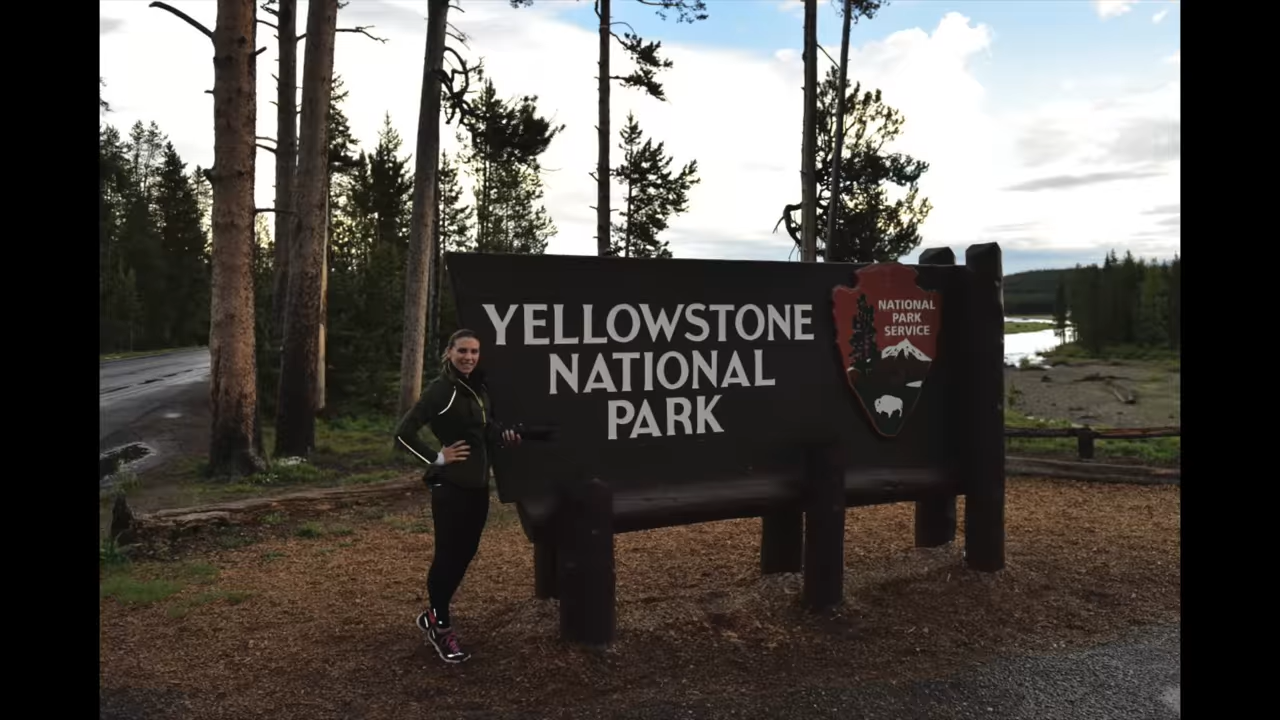 YELLOWSTONE
NATIONAL
PARK
NATIONAL
PARK
SERVICE